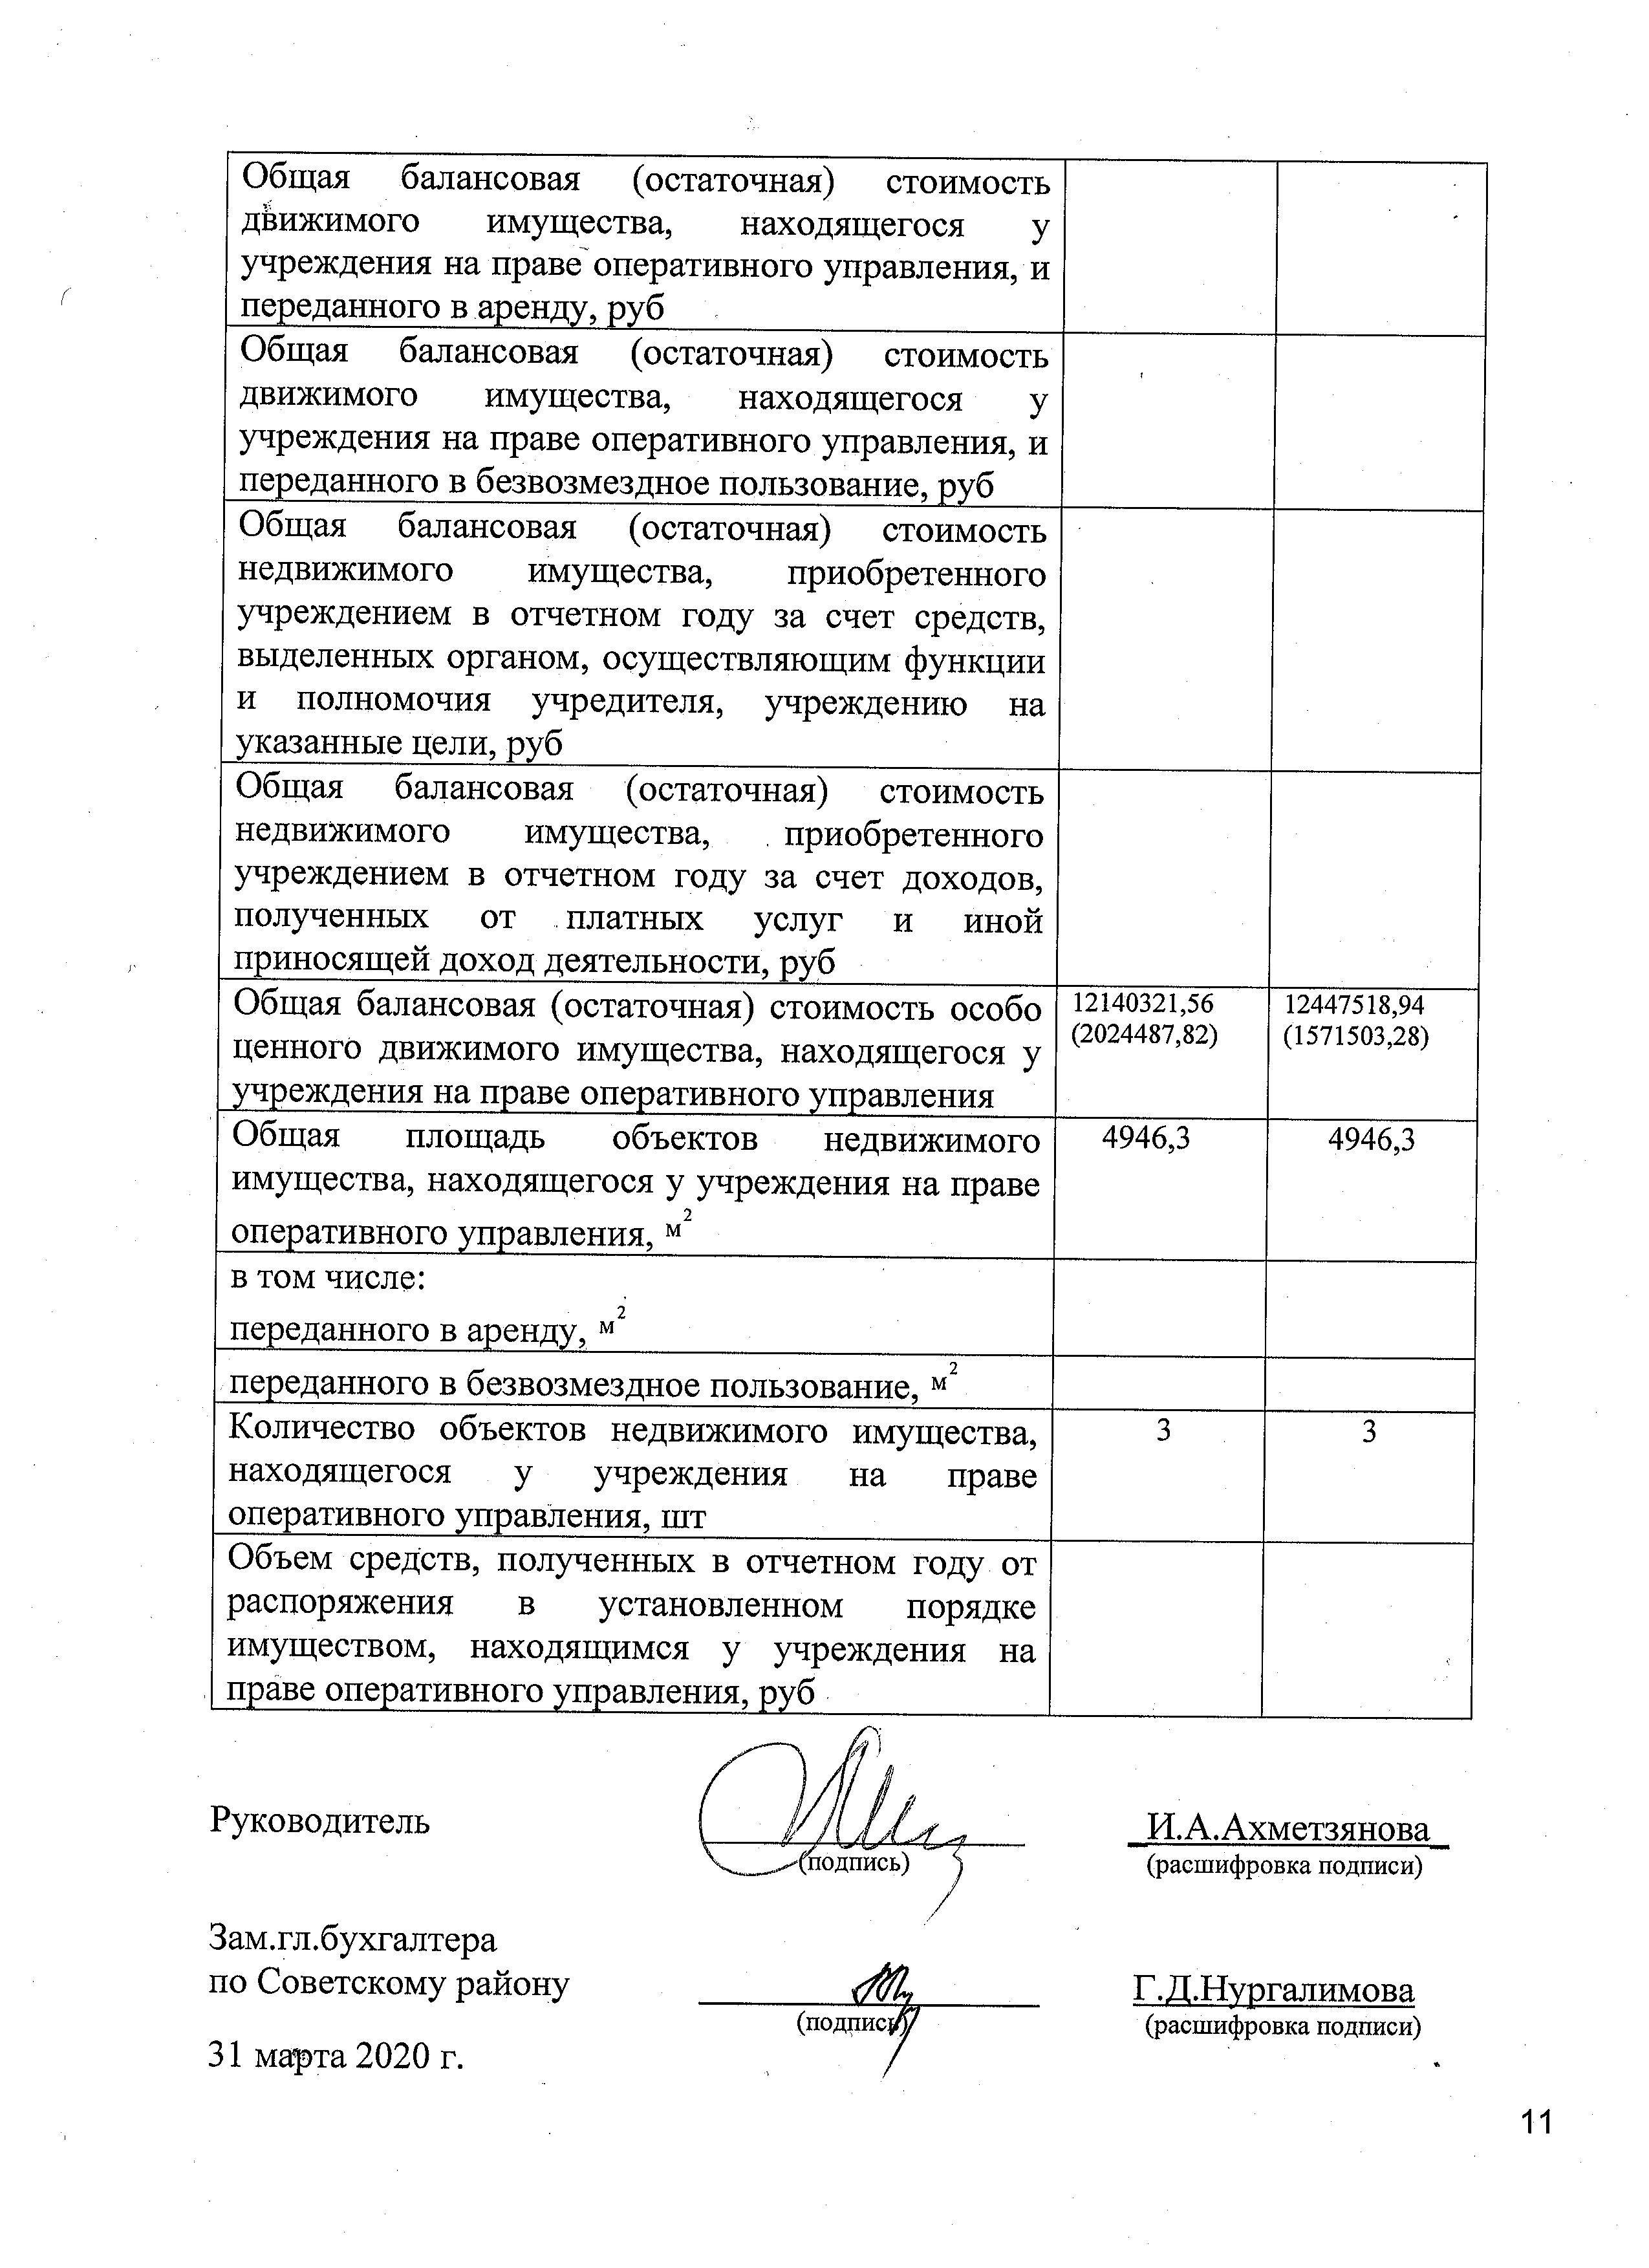 Общая балансовая (остаточная) стоимость
движимого имущества, находящегося у
учреждения на праве оперативного управления, и
переданного в аренду, руб
Общая балансовая (остаточная) стоимость
движимого имущества, находящегося у
учреждения на праве оперативного управления, и
переданного в безвозмездное пользование, руб
Общая балансовая (остаточная) стоимость
недвижимого имущества, приобретенного
учреждением в отчетном году за счет средств,
выделенных органом, осуществляющим функции
и полномочия учредителя, учреждению на
указанные цели, руб
Общая балансовая (остаточная) стоимость
недвижимого имущества, приобретенного
учреждением в отчетном году за счет доходов,
полученных от платных услуг и иной
приносящей доход деятельности, руб
Общая балансовая (остаточная) стоимость особо
ценного движимого имущества, находящегося у
учреждения на праве оперативного управления
12140321,56
(2024487,82)
12447518,94
(1571503,28)
Общая площадь объектов недвижимого
имущества, находящегося у учреждения на праве
оперативного управления, м²
4946,3
4946,3
в том числе:
переданного в аренду, м²
переданного в безвозмездное пользование, м²
Количество объектов недвижимого имущества,
находящегося у учреждения на праве
оперативного управления, шт
3
3
Объем средств, полученных в отчетном году от
распоряжения в установленном порядке
имуществом, находящимся у учреждения на
праве оперативного управления, руб
Руководитель
(подпись)
И.А.Ахметзянова
(расшифровка подписи)
Зам.гл.бухгалтера
по Советскому району
(подпись)
Г.Д.Нургалимова
(расшифровка подписи)
31 марта 2020 г.
11